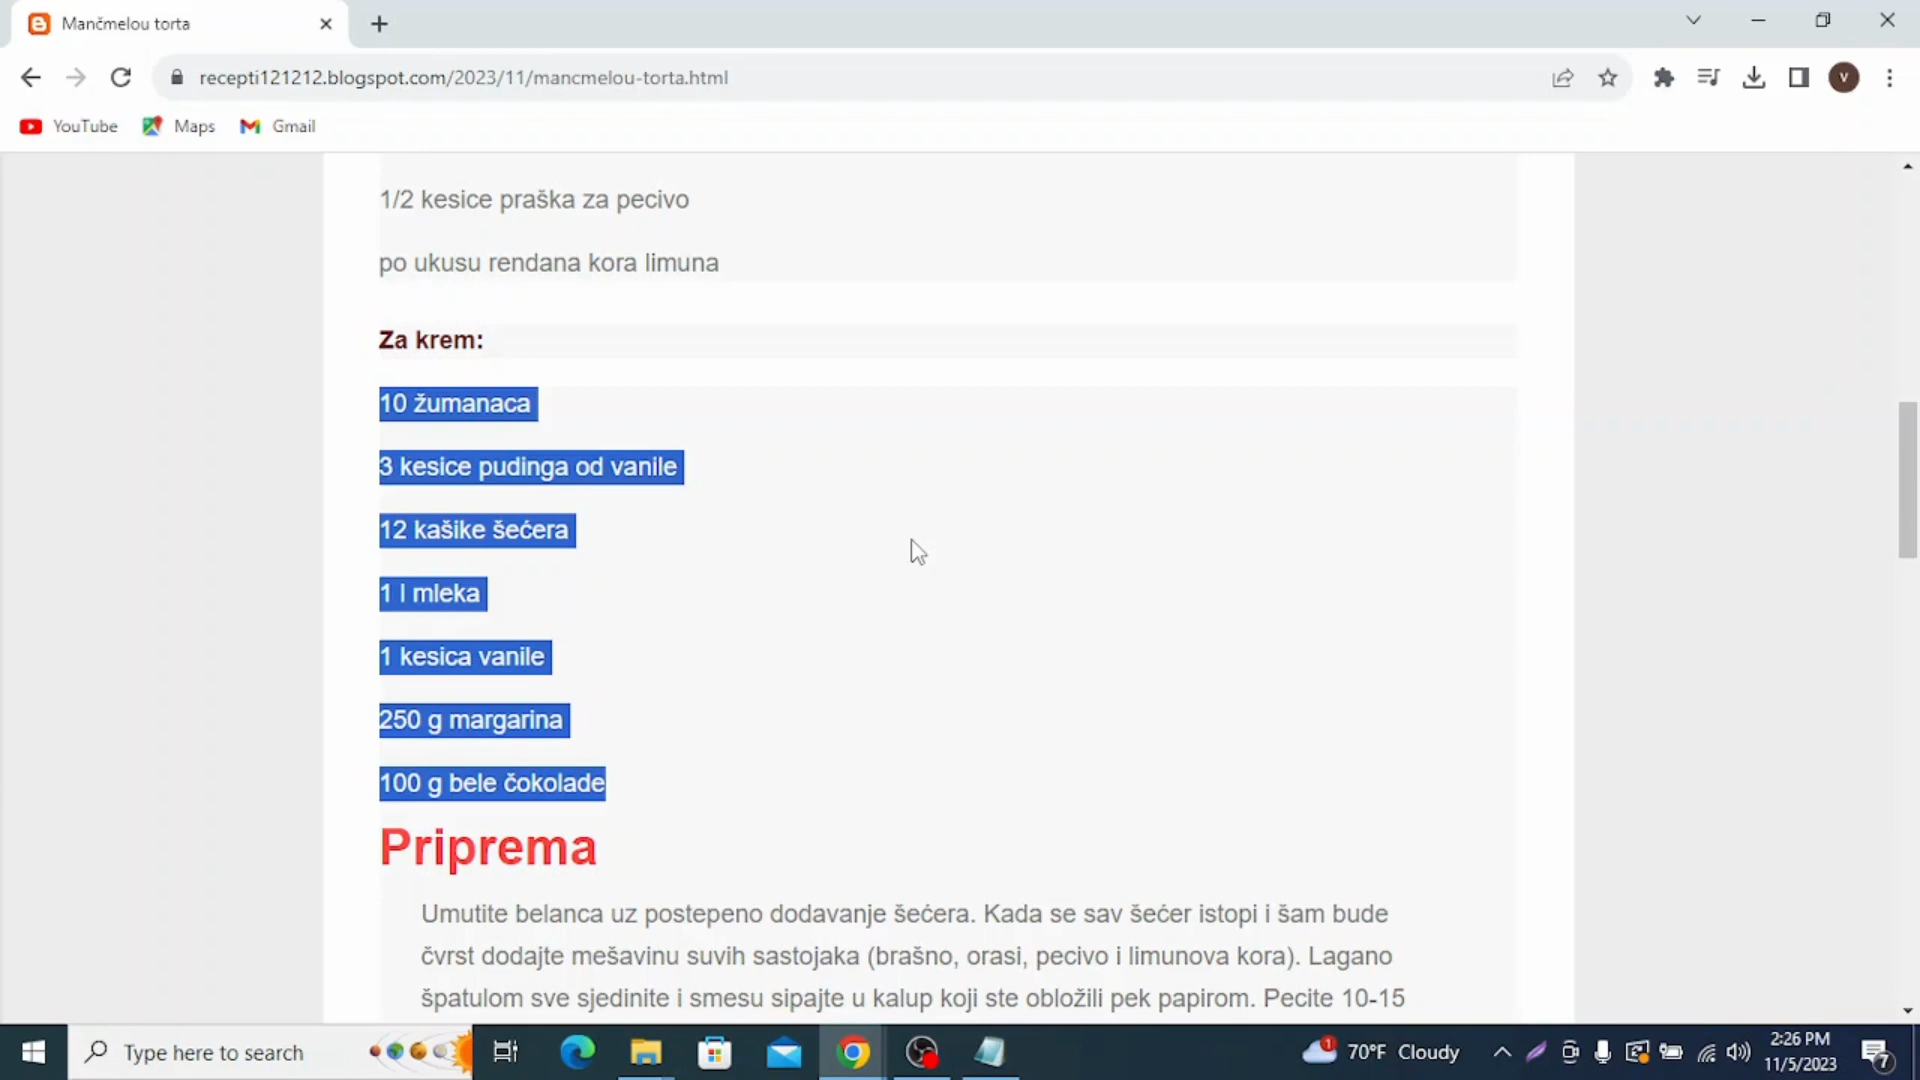 Mančmelou torta
recepti121212.blogspot.com/2023/11/mancmelou-torta.html
V
YouTube
Maps
Gmail
1/2 kesice praška za pecivo
po ukusu rendana kora limuna
Za krem:
10 žumanaca
3 kesice pudinga od vanile
12 kašike šećera
1 l mleka
1 kesica vanile
250 g margarina
100 g bele čokolade
Priprema
Umutite belanca uz postepeno dodavanje šećera. Kada se sav šećer istopi i šam bude
čvrst dodajte mešavinu suvih sastojaka (brašno, orasi, pecivo i limunova kora). Lagano
špatulom sve sjedinite i smesu sipajte u kalup koji ste obložili pek papirom. Pecite 10-15
Type here to search
1
70°F Cloudy
2:26 PM
11/5/2023
7